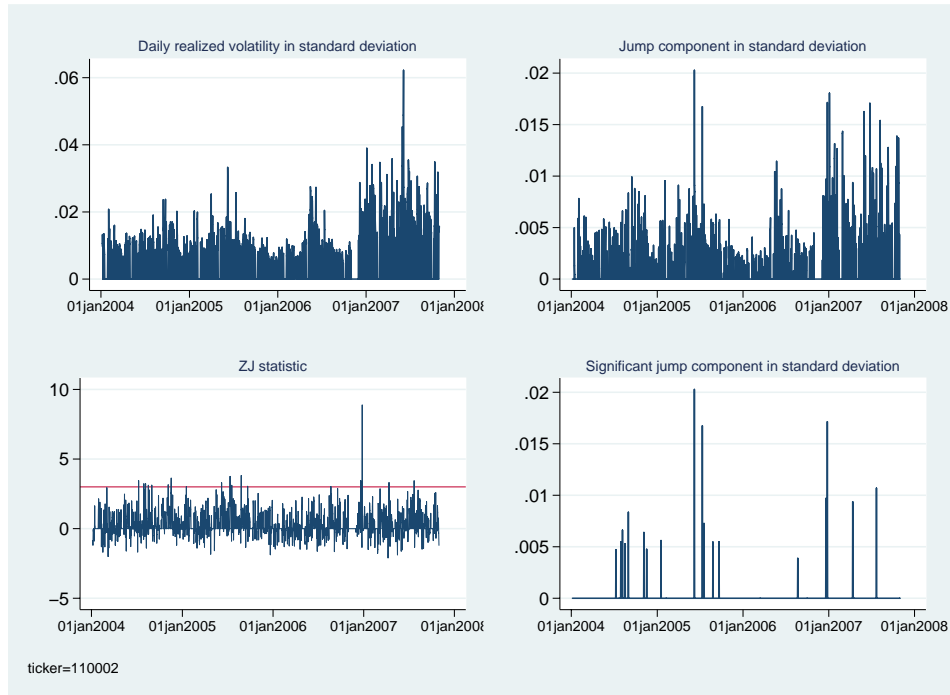 Daily realized volatility in standard deviation
.06
.04
.02
0
01jan2004 01jan2005 01jan2006 01jan2007 01jan2008
Jump component in standard deviation
.02
.015
.01
.005
0
01jan2004 01jan2005 01jan2006 01jan2007 01jan2008
ZJ statistic
10
5
0
−5
01jan2004 01jan2005 01jan2006 01jan2007 01jan2008
Significant jump component in standard deviation
.02
.015
.01
.005
0
01jan2004 01jan2005 01jan2006 01jan2007 01jan2008
ticker=110002